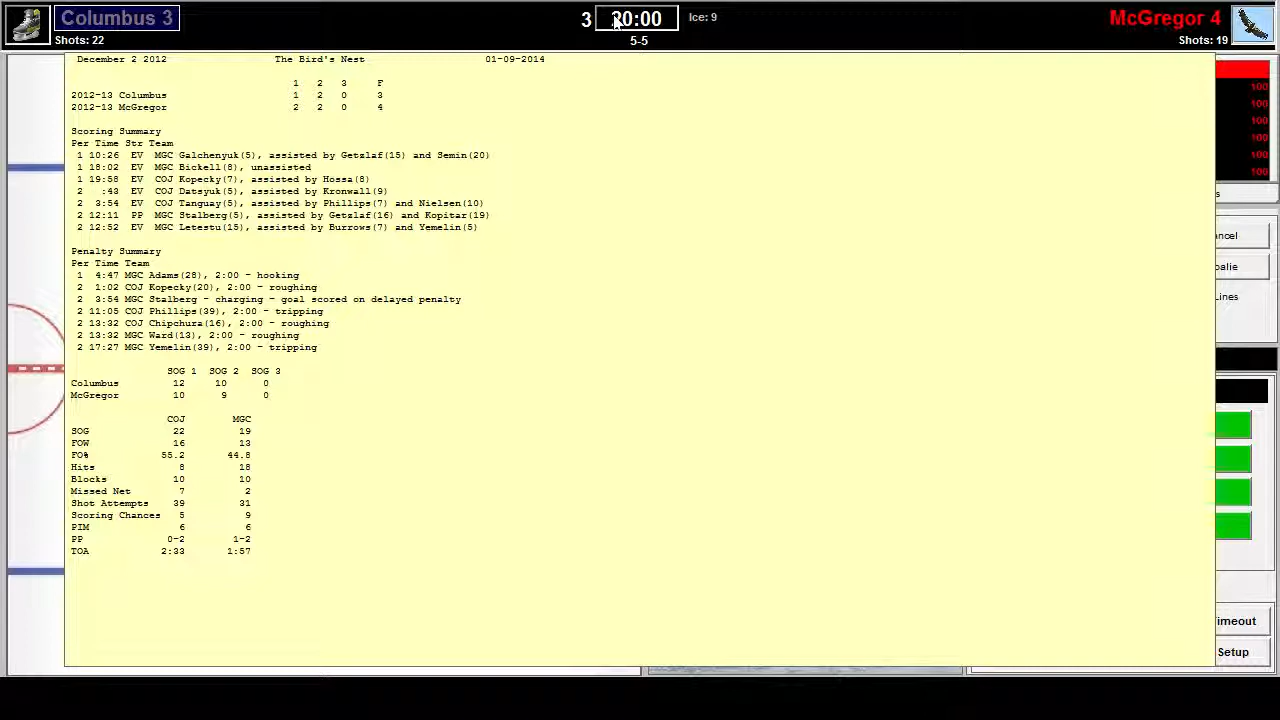 Columbus 3 3 20:00 Ice: 9 McGregor 4
Shots: 22 5-5 Shots: 19
December 2 2012 The Bird's Nest 01-09-2014
1 2 3 F
2012-13 Columbus 1 2 0 3
2012-13 McGregor 2 2 0 4
Scoring Summary
Per Time Str Team
1 10:26 EV MGC Galchenyuk(5), assisted by Getzlaf(15) and Semin(20)
1 18:02 EV MGC Bickell(8), unassisted
1 19:58 EV COJ Kopecky(7), assisted by Hossa(8)
2 :43 EV COJ Datsyuk(5), assisted by Kronwall(9)
2 3:54 EV COJ Tanguay(5), assisted by Phillips(7) and Nielsen(10)
2 12:11 PP MGC Stalberg(5), assisted by Getzlaf(16) and Kopitar(19)
2 12:52 EV MGC Letestu(15), assisted by Burrows(7) and Yemelin(5)
Penalty Summary
Per Time Team
1 4:47 MGC Adams(28), 2:00 - hooking
2 1:02 COJ Kopecky(20), 2:00 - roughing
2 3:54 MGC Stalberg - charging - goal scored on delayed penalty
2 11:05 COJ Phillips(39), 2:00 - tripping
2 13:32 COJ Chipchura(16), 2:00 - roughing
2 13:32 MGC Ward(13), 2:00 - roughing
2 17:27 MGC Yemelin(39), 2:00 - tripping
SOG 1 SOG 2 SOG 3
Columbus 12 10 0
McGregor 10 9 0
COJ MGC
SOG 22 19
FOW 16 13
FO% 55.2 44.8
Hits 8 18
Blocks 10 10
Missed Net 7 2
Shot Attempts 39 31
Scoring Chances 5 9
PIM 6 6
PP 0-2 1-2
TOA 2:33 1:57
100
100
100
100
100
100
s
ancel
oalie
Lines
imeout
Setup